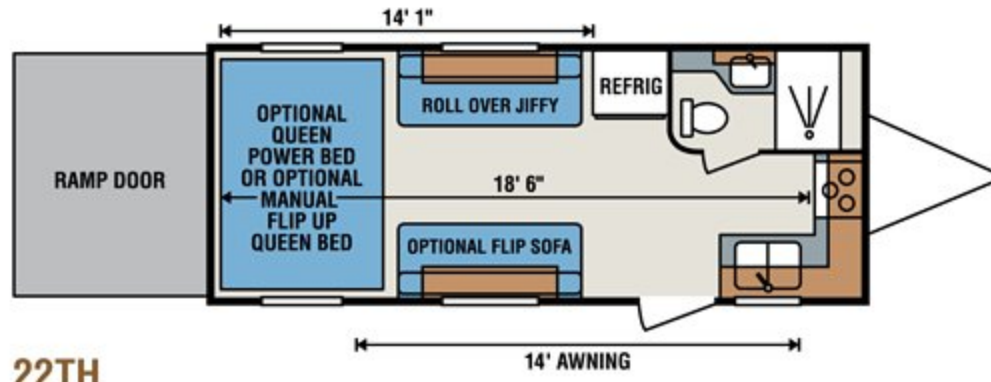 14' 1"
OPTIONAL
QUEEN
POWER BED
OR OPTIONAL
MANUAL
FLIP UP
QUEEN BED
ROLL OVER JIFFY
REFRIG
RAMP DOOR
18' 6"
OPTIONAL FLIP SOFA
14' AWNING
22TH